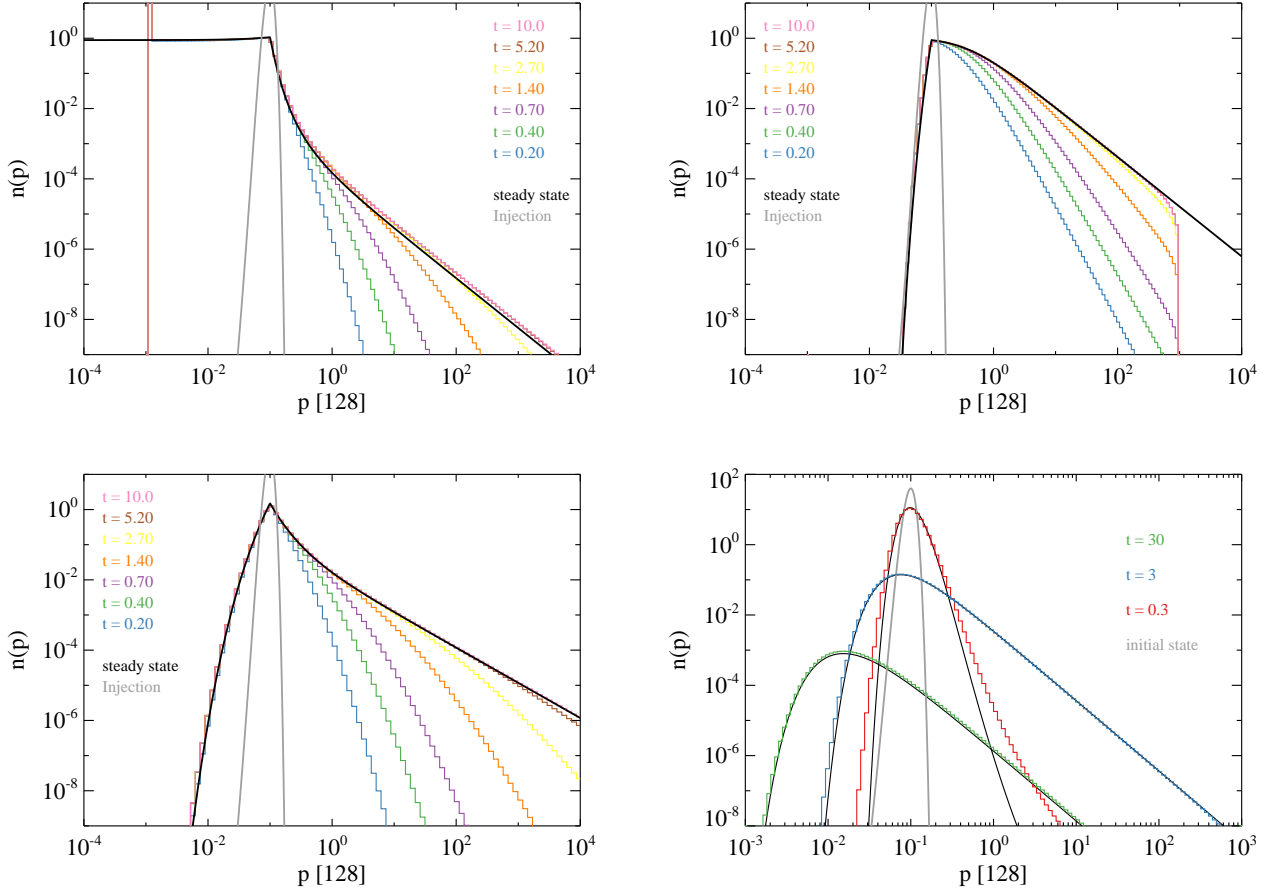 t = 10.0
t = 5.20
t = 2.70
t = 1.40
t = 0.70
t = 0.40
t = 0.20
steady state
Injection
n(p)
10^0
10^-2
10^-4
10^-6
10^-8
10^-4 10^-2 10^0 10^2 10^4
p [128]
t = 10.0
t = 5.20
t = 2.70
t = 1.40
t = 0.70
t = 0.40
t = 0.20
steady state
Injection
n(p)
10^0
10^-2
10^-4
10^-6
10^-8
10^-4 10^-2 10^0 10^2 10^4
p [128]
t = 10.0
t = 5.20
t = 2.70
t = 1.40
t = 0.70
t = 0.40
t = 0.20
steady state
Injection
n(p)
10^0
10^-2
10^-4
10^-6
10^-8
10^-4 10^-2 10^0 10^2 10^4
p [128]
t = 30
t = 3
t = 0.3
initial state
n(p)
10^2
10^0
10^-2
10^-4
10^-6
10^-8
10^-3 10^-2 10^-1 10^0 10^1 10^2 10^3
p [128]